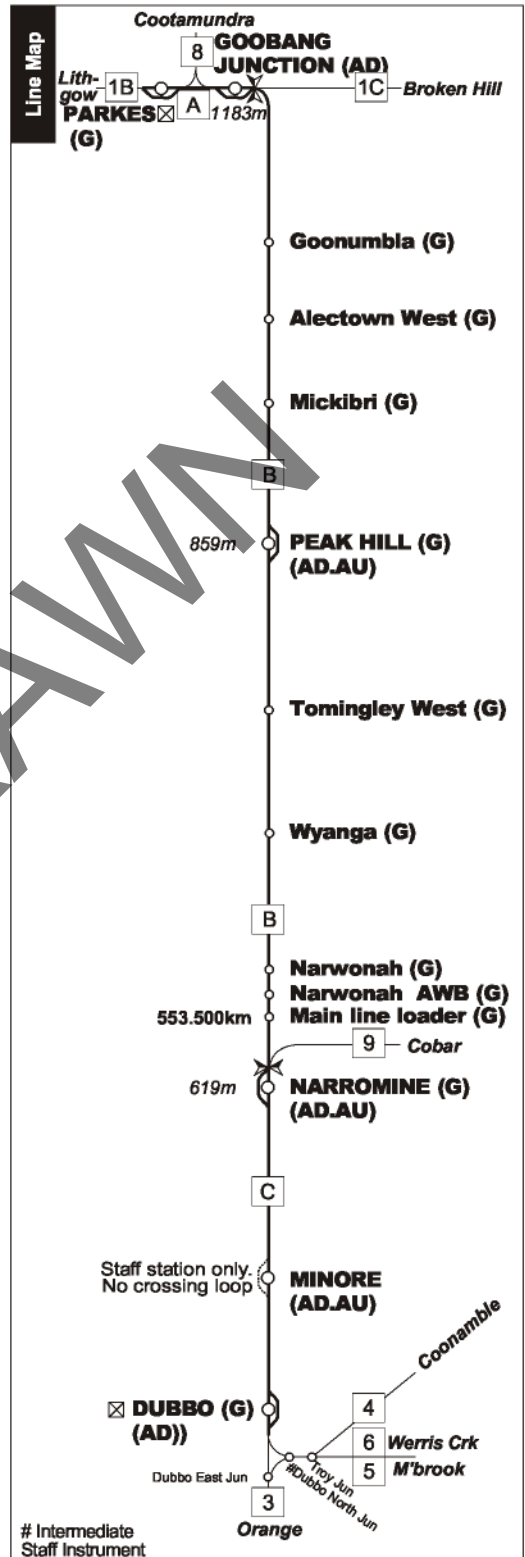 Line Map
Cootamundra
8
GOOBANG
JUNCTION (AD)
Lith-
gow
1B
1C
Broken Hill
PARKES
(G)
A
1183m
Goonumbla (G)
Alectown West (G)
Mickibri (G)
B
859m
PEAK HILL (G)
(AD.AU)
Tomingley West (G)
Wyanga (G)
B
Narwonah (G)
Narwonah AWB (G)
553.500km
Main line loader (G)
9
Cobar
619m
NARROMINE (G)
(AD.AU)
C
Staff station only.
No crossing loop
MINORE
(AD.AU)
Coonamble
DUBBO (G)
(AD))
4
6
Werris Crk
5
M'brook
Troy Jun
#Dubbo North Jun
Dubbo East Jun
3
Orange
# Intermediate
Staff Instrument
AWN